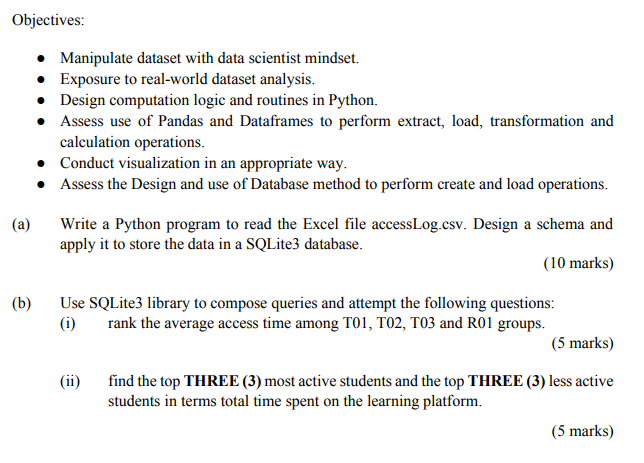 Objectives:
● Manipulate dataset with data scientist mindset.
● Exposure to real-world dataset analysis.
● Design computation logic and routines in Python.
● Assess use of Pandas and Dataframes to perform extract, load, transformation and
calculation operations.
● Conduct visualization in an appropriate way.
● Assess the Design and use of Database method to perform create and load operations.
(a) Write a Python program to read the Excel file accessLog.csv. Design a schema and
apply it to store the data in a SQLite3 database.
(10 marks)
(b) Use SQLite3 library to compose queries and attempt the following questions:
(i) rank the average access time among T01, T02, T03 and R01 groups.
(5 marks)
(ii) find the top THREE (3) most active students and the top THREE (3) less active
students in terms total time spent on the learning platform.
(5 marks)